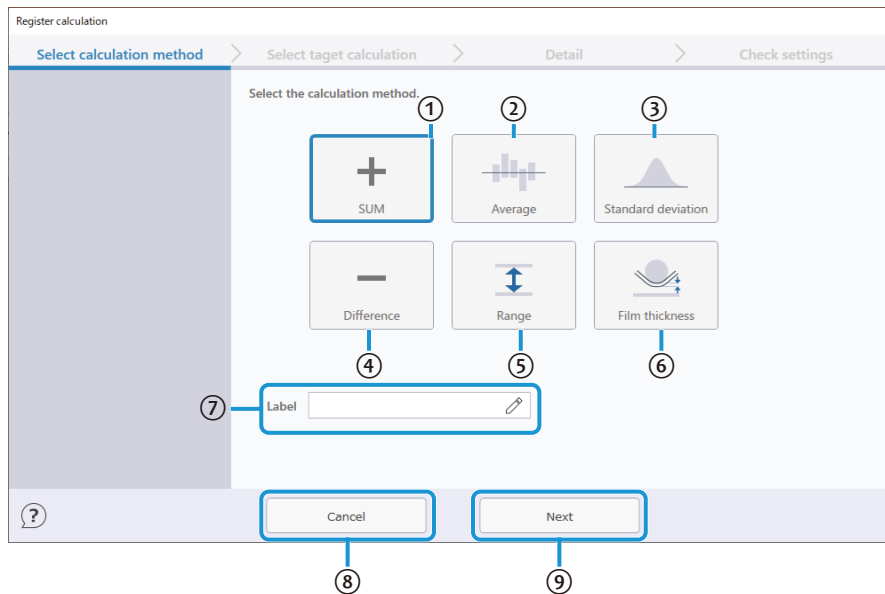 Register calculation
Select calculation method Select taget calculation Detail Check settings
Select the calculation method.
① ② ③
SUM Average Standard deviation
Difference Range Film thickness
④ ⑤ ⑥
⑦ Label
? Cancel Next
⑧ ⑨